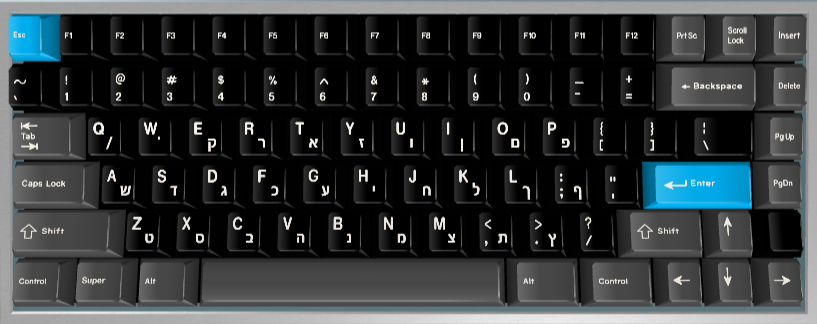 Esc F1 F2 F3 F4 F5 F6 F7 F8 F9 F10 F11 F12 Prt Sc Scroll Lock Insert
~ ` ! 1 @ 2 # 3 $ 4 % 5 ^ 6 & 7 * 8 ( 9 ) 0 _ - + = ← Backspace Delete
Tab Q / W ' E ק R ר T א Y ז U ו I ן O ם P פ { [ } ] ¦ \ Pg Up
Caps Lock A ש S ד D ג F כ G ע H י J ח K ל L ך : ; ף " ' , Enter PgDn
Shift Z ט X ס C ב V ה B נ N מ M צ < , ת > . ץ ? / Shift ↑
Control Super Alt Alt Control ← ↓ →